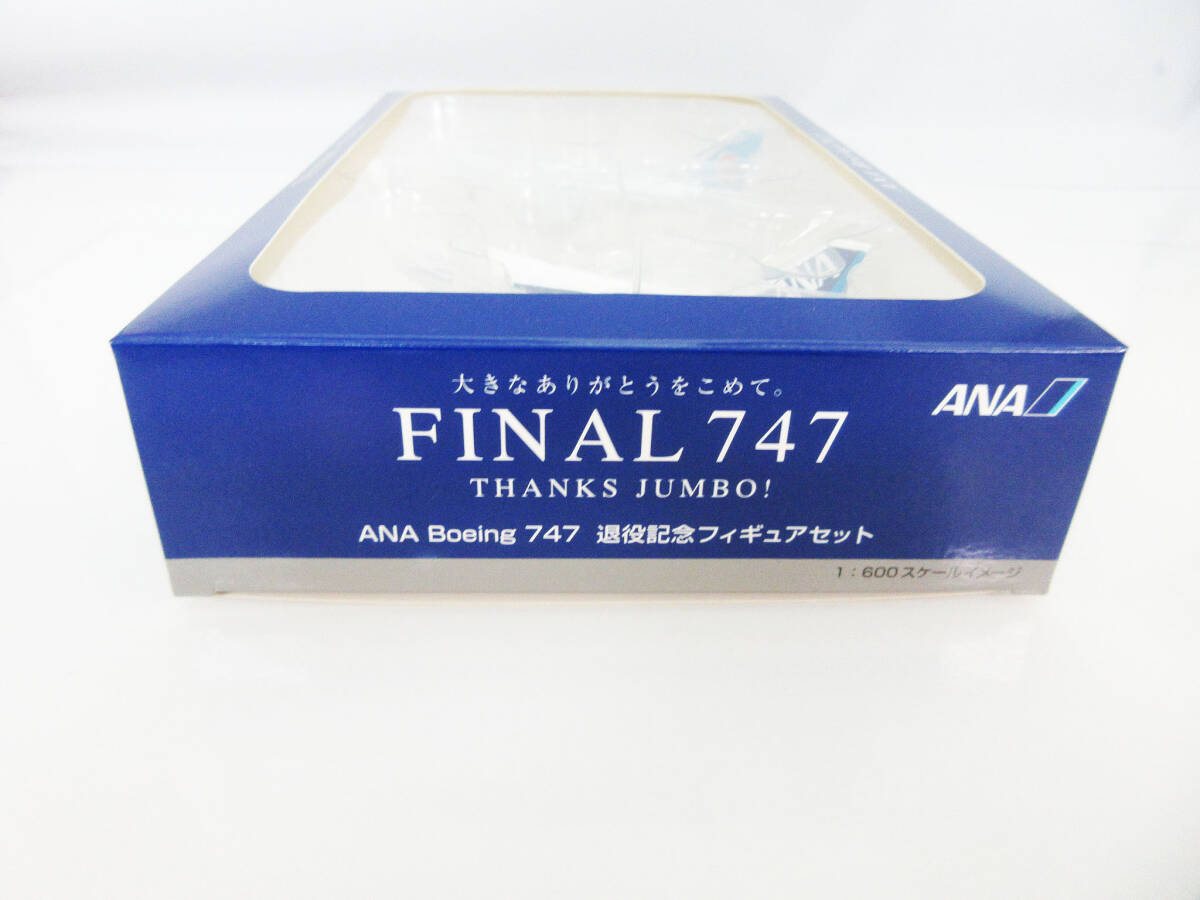 ANA
ANA
大きなありがとうをこめて。
FINAL 747
THANKS JUMBO!
ANA
ANA Boeing 747 退役記念フィギュアセット
1:600スケールイメージ